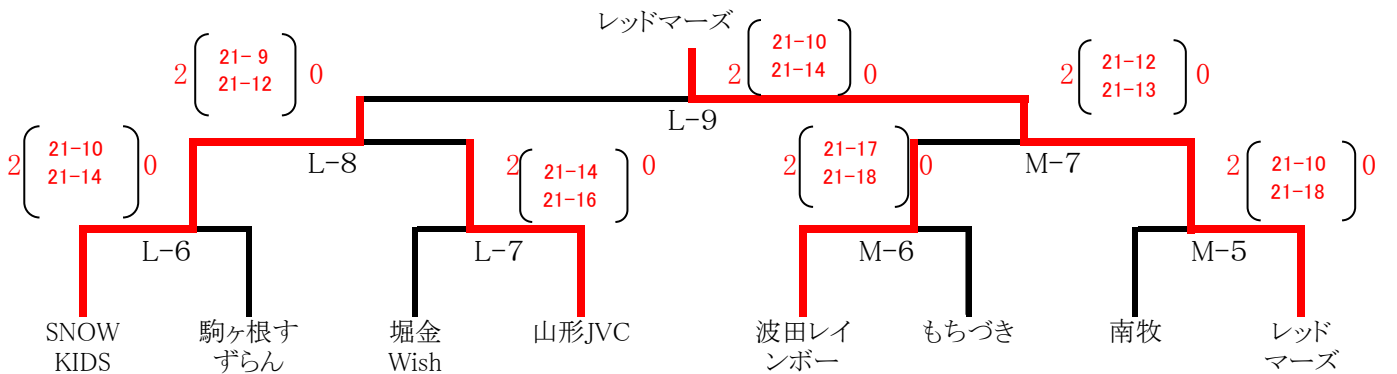 レッドマーズ
2 21-9 0
21-12
2 21-10 0
21-14
2 21-12 0
21-13
L-9
2 21-10 0
21-14
L-8
2 21-14 0
21-16
2 21-17 0
21-18
M-7
2 21-10 0
21-18
L-6
L-7
M-6
M-5
SNOW
KIDS
駒ヶ根す
ずらん
堀金
Wish
山形JVC
波田レイ
ンボー
もちづき
南牧
レッド
マーズ